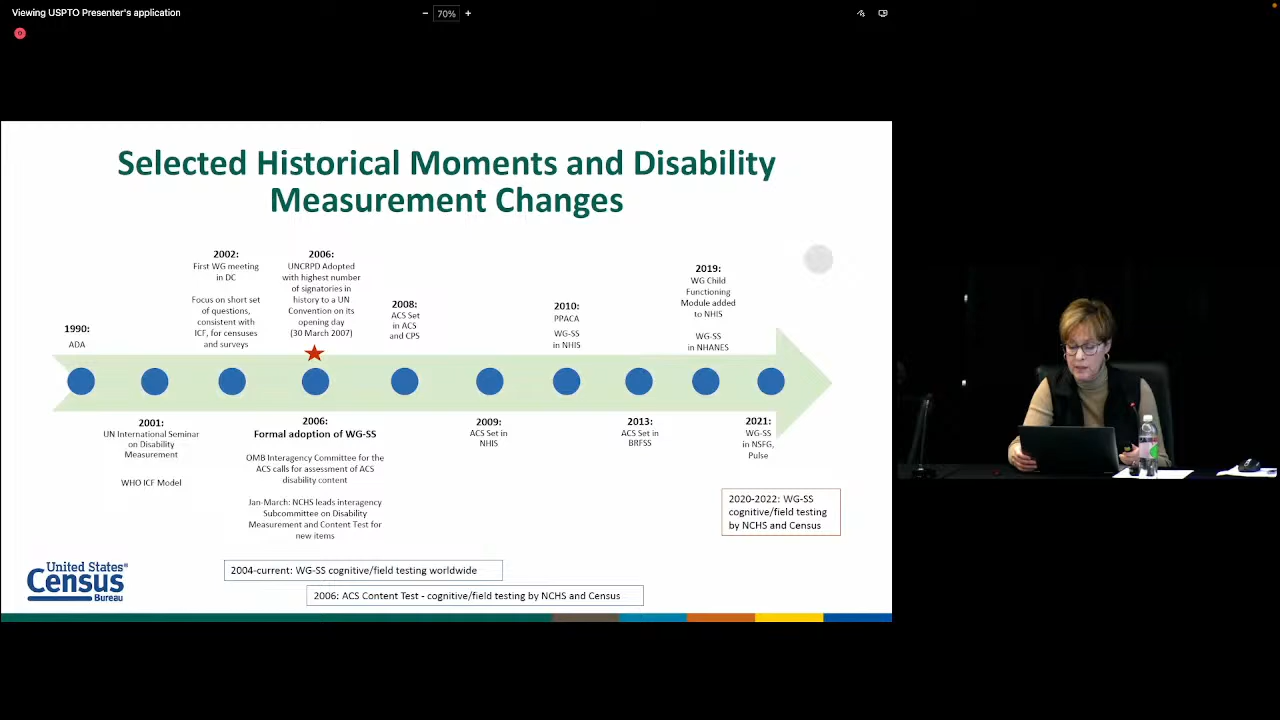 Viewing USPTO Presenter's application
− 70% +
Selected Historical Moments and Disability
Measurement Changes
1990:
ADA
2002:
First WG meeting
in DC
Focus on short set
of questions,
consistent with
ICF, for censuses
and surveys
2006:
UNCRPD Adopted
with highest number
of signatories in
history to a UN
Convention on its
opening day
(30 March 2007)
2008:
ACS Set
in ACS
and CPS
2010:
PPACA
WG-SS
in NHIS
2019:
WG Child
Functioning
Module added
to NHIS
WG-SS
in NHANES
2001:
UN International Seminar
on Disability
Measurement
WHO ICF Model
2006:
Formal adoption of WG-SS
OMB Interagency Committee for the
ACS calls for assessment of ACS
disability content
Jan-March: NCHS leads interagency
Subcommittee on Disability
Measurement and Content Test for
new items
2009:
ACS Set in
NHIS
2013:
ACS Set in
BRFSS
2021:
WG-SS
in NSFG,
Pulse
2020-2022: WG-SS
cognitive/field testing
by NCHS and Census
2004-current: WG-SS cognitive/field testing worldwide
2006: ACS Content Test - cognitive/field testing by NCHS and Census
United States®
Census
Bureau